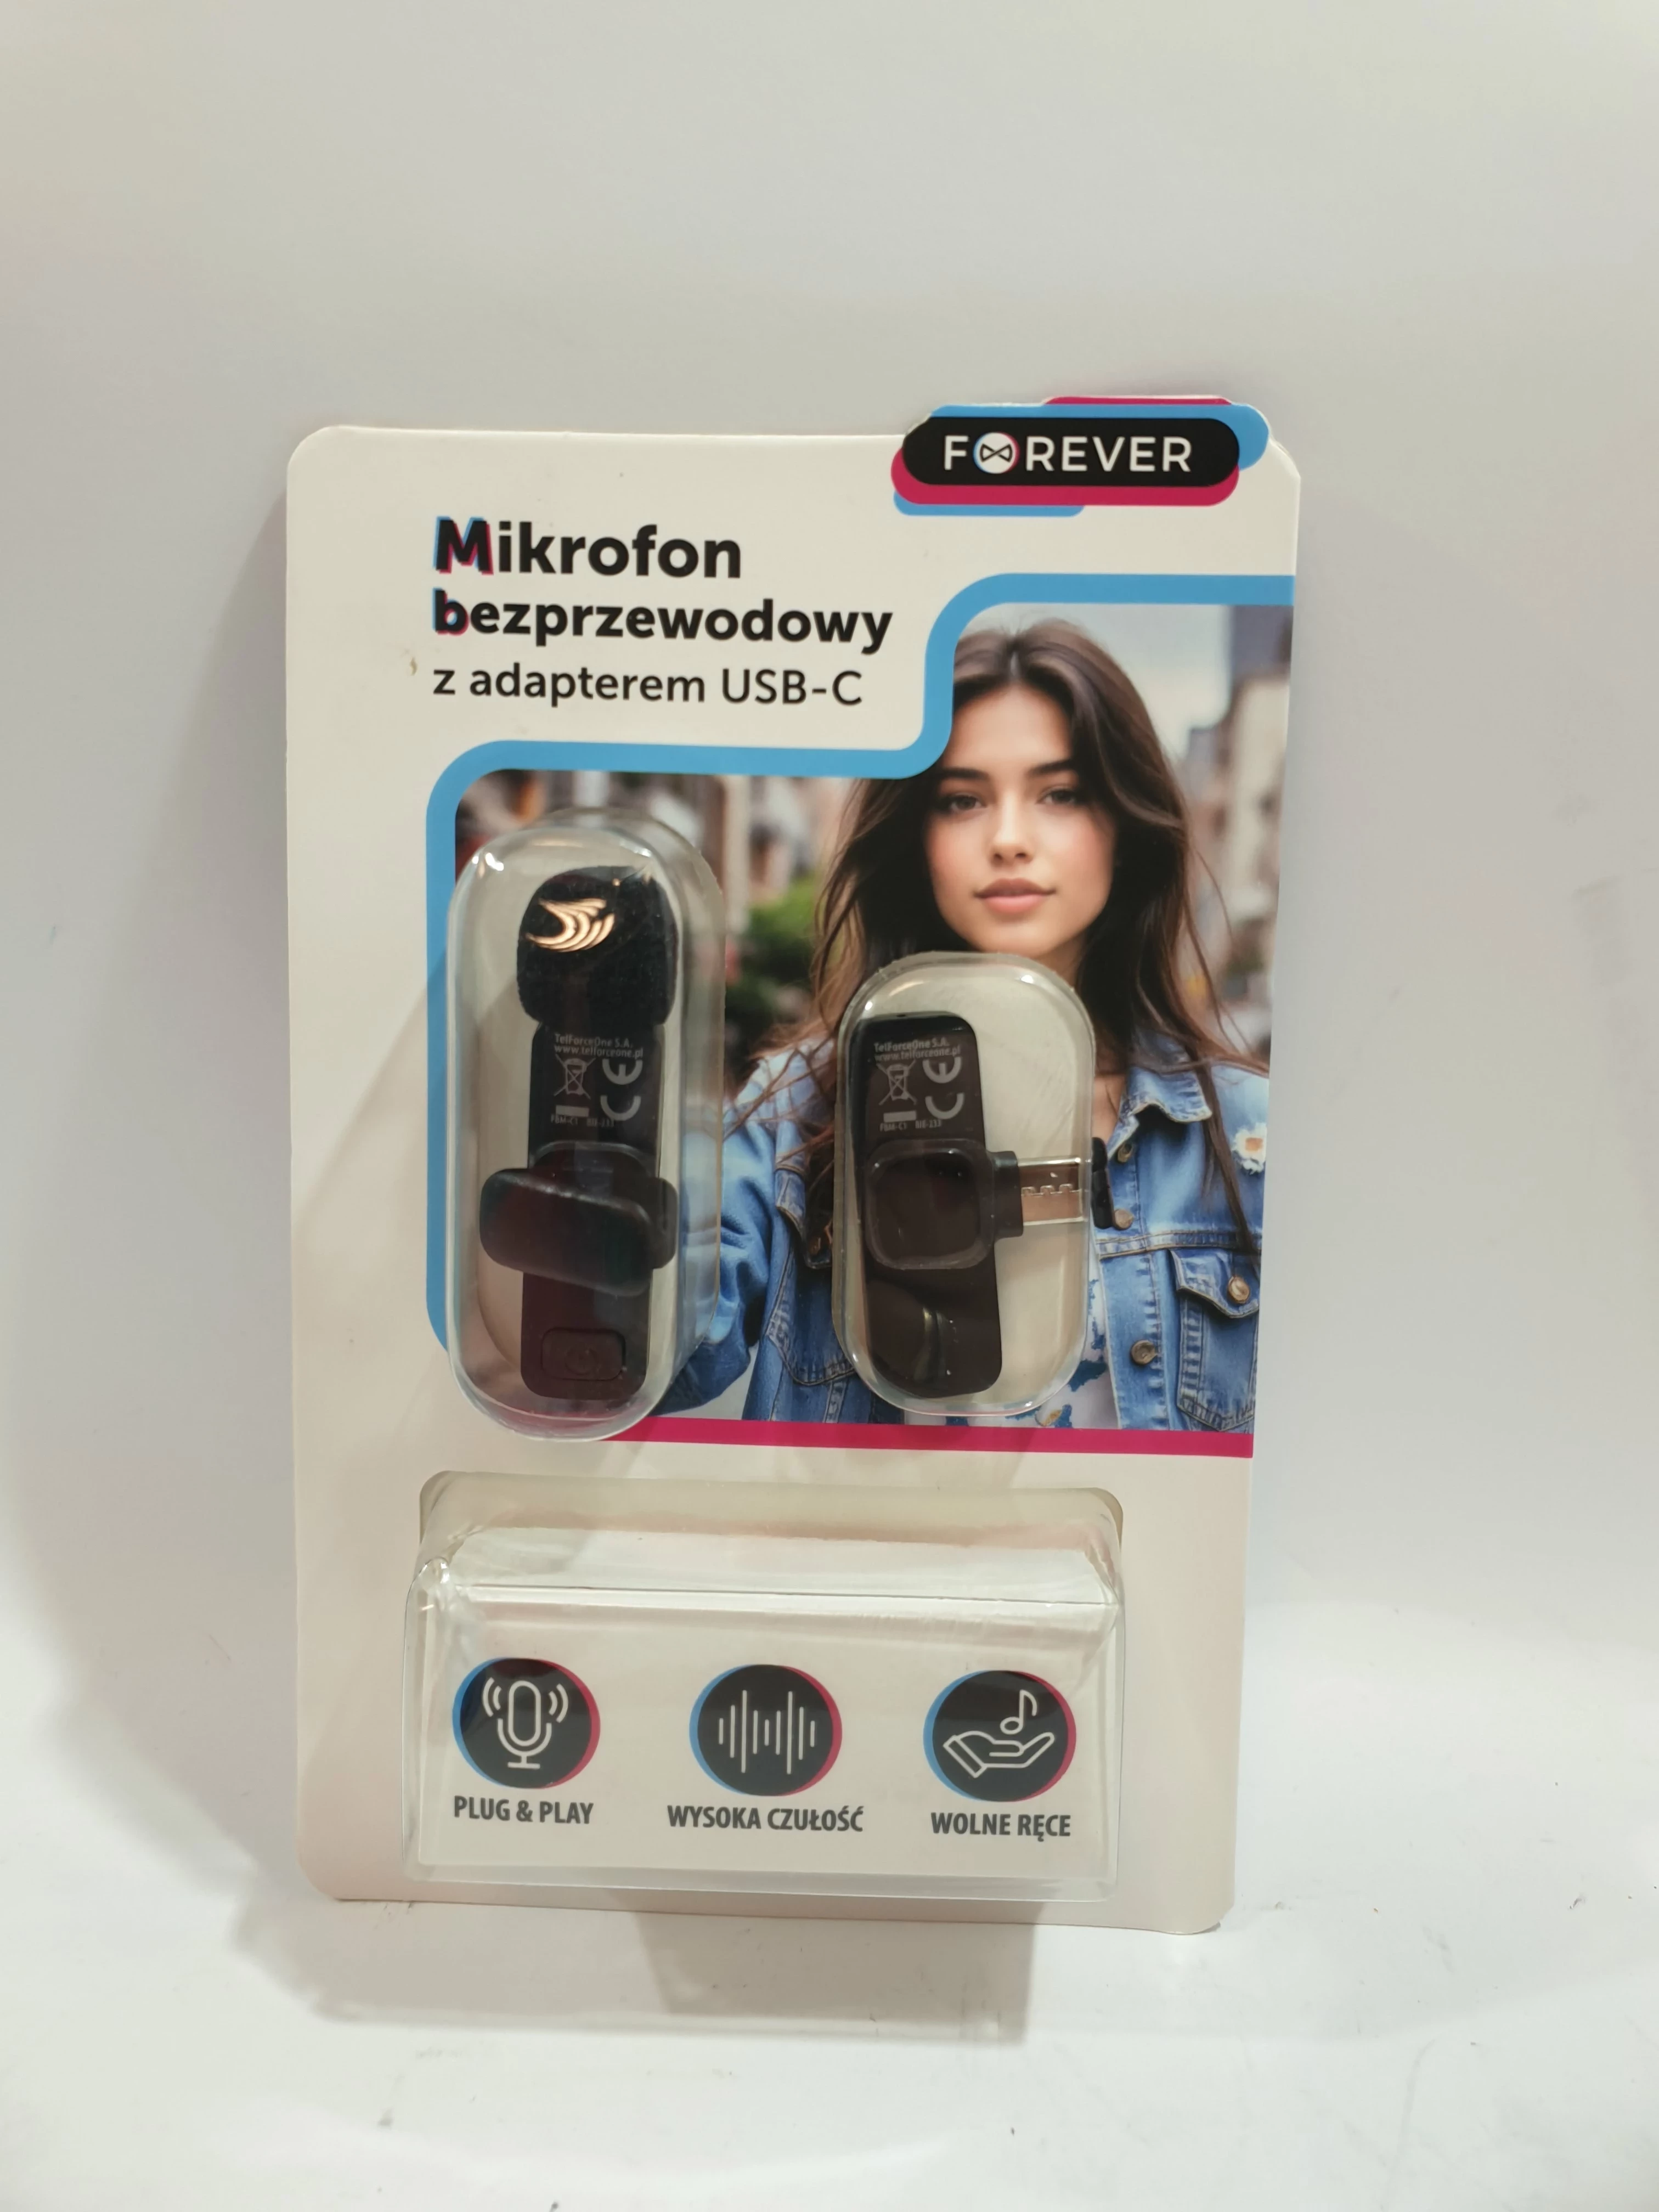 FOREVER
Mikrofon
bezprzewodowy
z adapterem USB-C
TelForceOne S.A.
www.telforceone.pl
TelForceOne S.A.
www.telforceone.pl
PLUG & PLAY
WYSOKA CZUŁOŚĆ
WOLNE RĘCE